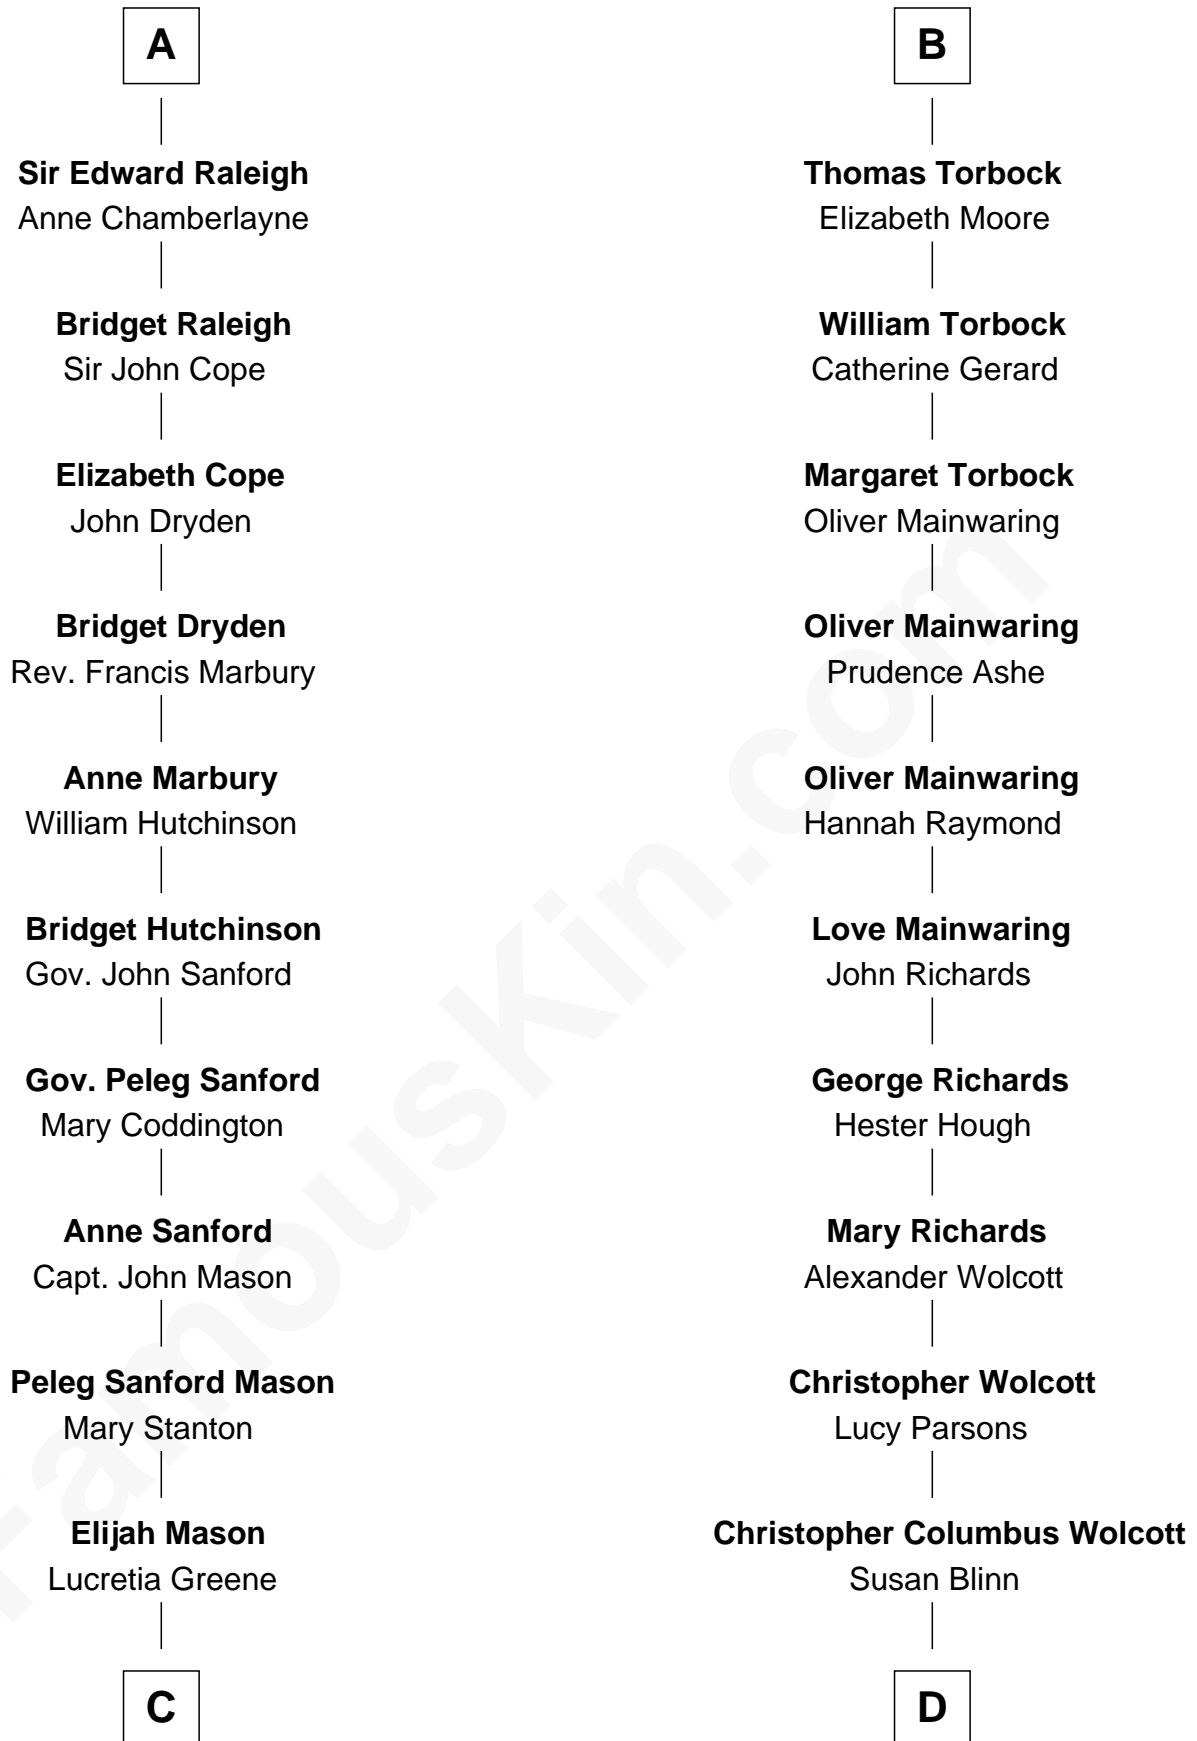 A
Sir Edward Raleigh
Anne Chamberlayne
Bridget Raleigh
Sir John Cope
Elizabeth Cope
John Dryden
Bridget Dryden
Rev. Francis Marbury
Anne Marbury
William Hutchinson
Bridget Hutchinson
Gov. John Sanford
Gov. Peleg Sanford
Mary Coddington
Anne Sanford
Capt. John Mason
Peleg Sanford Mason
Mary Stanton
Elijah Mason
Lucretia Greene
C
B
Thomas Torbock
Elizabeth Moore
William Torbock
Catherine Gerard
Margaret Torbock
Oliver Mainwaring
Oliver Mainwaring
Prudence Ashe
Oliver Mainwaring
Hannah Raymond
Love Mainwaring
John Richards
George Richards
Hester Hough
Mary Richards
Alexander Wolcott
Christopher Wolcott
Lucy Parsons
Christopher Columbus Wolcott
Susan Blinn
D
FamousKin.com